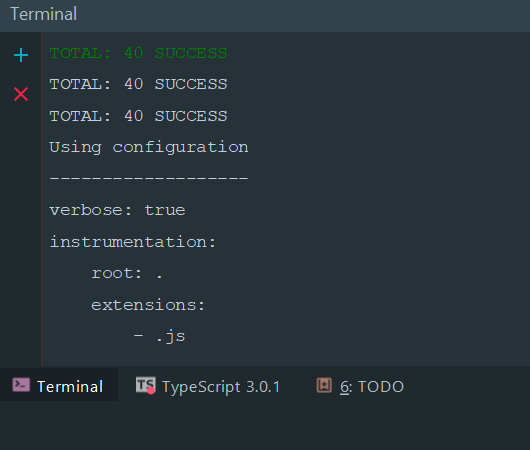 Terminal
TOTAL: 40 SUCCESS
TOTAL: 40 SUCCESS
TOTAL: 40 SUCCESS
Using configuration
-------------------
verbose: true
instrumentation:
    root: .
    extensions:
        - .js
Terminal TS TypeScript 3.0.1 6: TODO